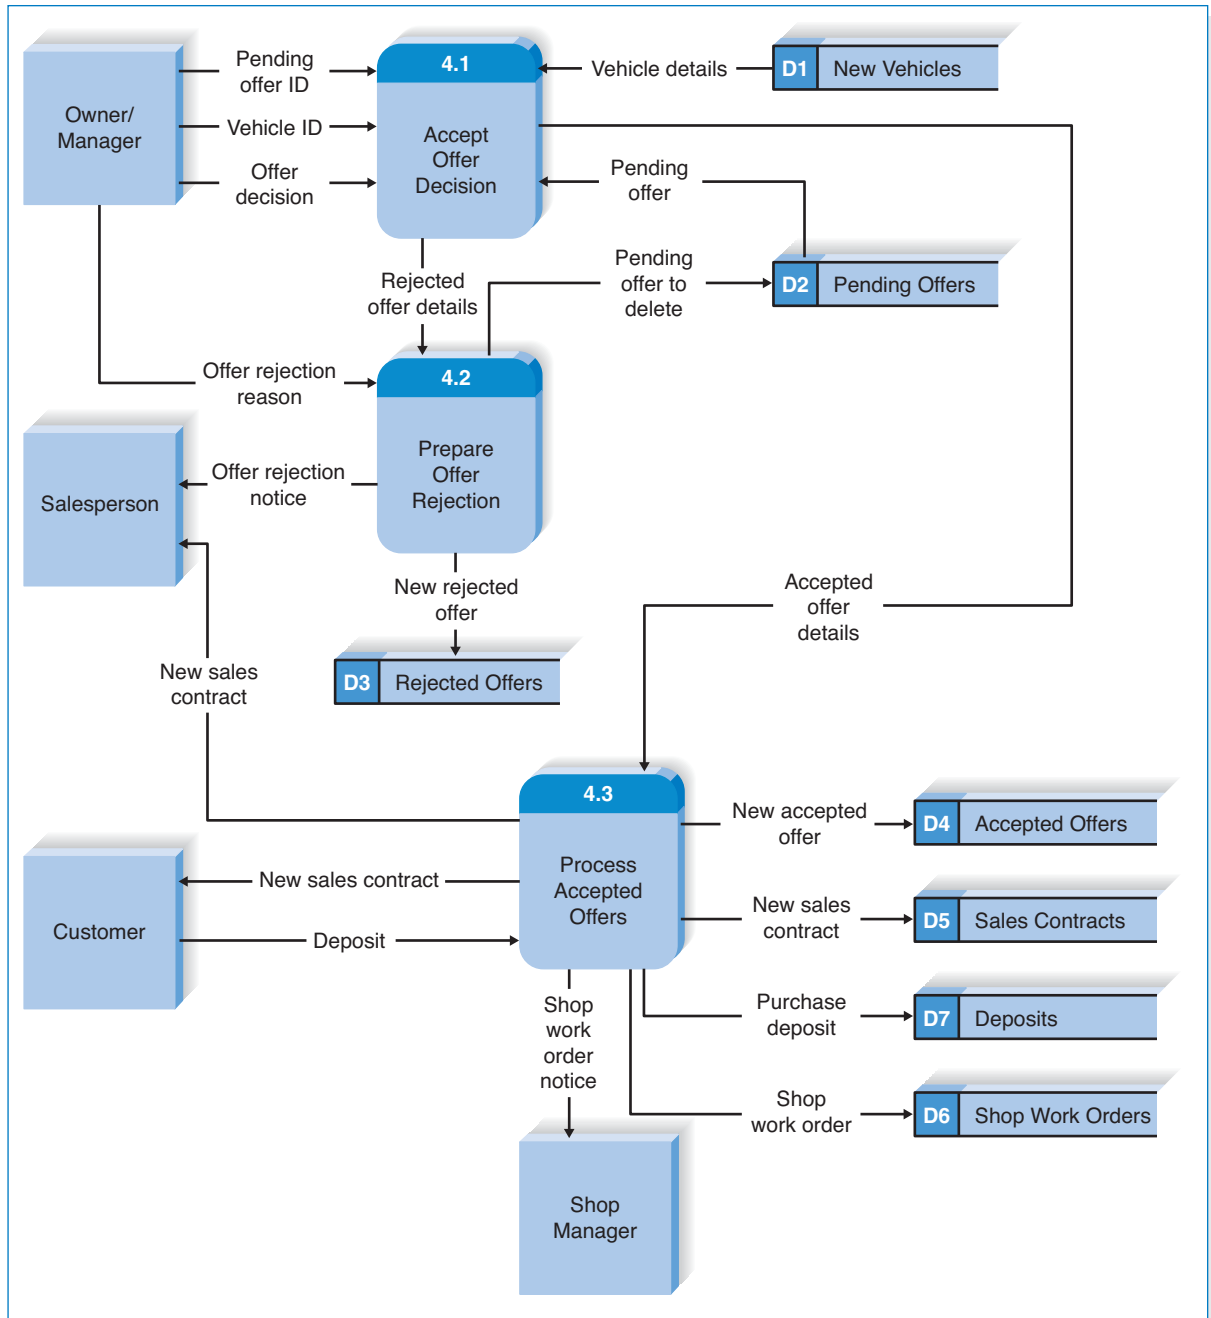 Pending
offer ID
4.1
Vehicle details
D1
New Vehicles
Owner/
Manager
Vehicle ID
Accept
Offer
Decision
Offer
decision
Pending
offer
Rejected
offer details
Pending
offer to
delete
D2
Pending Offers
Offer rejection
reason
4.2
Salesperson
Offer rejection
notice
Prepare
Offer
Rejection
New rejected
offer
Accepted
offer
details
New sales
contract
D3
Rejected Offers
4.3
New accepted
offer
D4
Accepted Offers
Customer
New sales contract
Process
Accepted
Offers
New sales
contract
D5
Sales Contracts
Deposit
Shop
work
order
notice
Purchase
deposit
D7
Deposits
Shop
work order
D6
Shop Work Orders
Shop
Manager